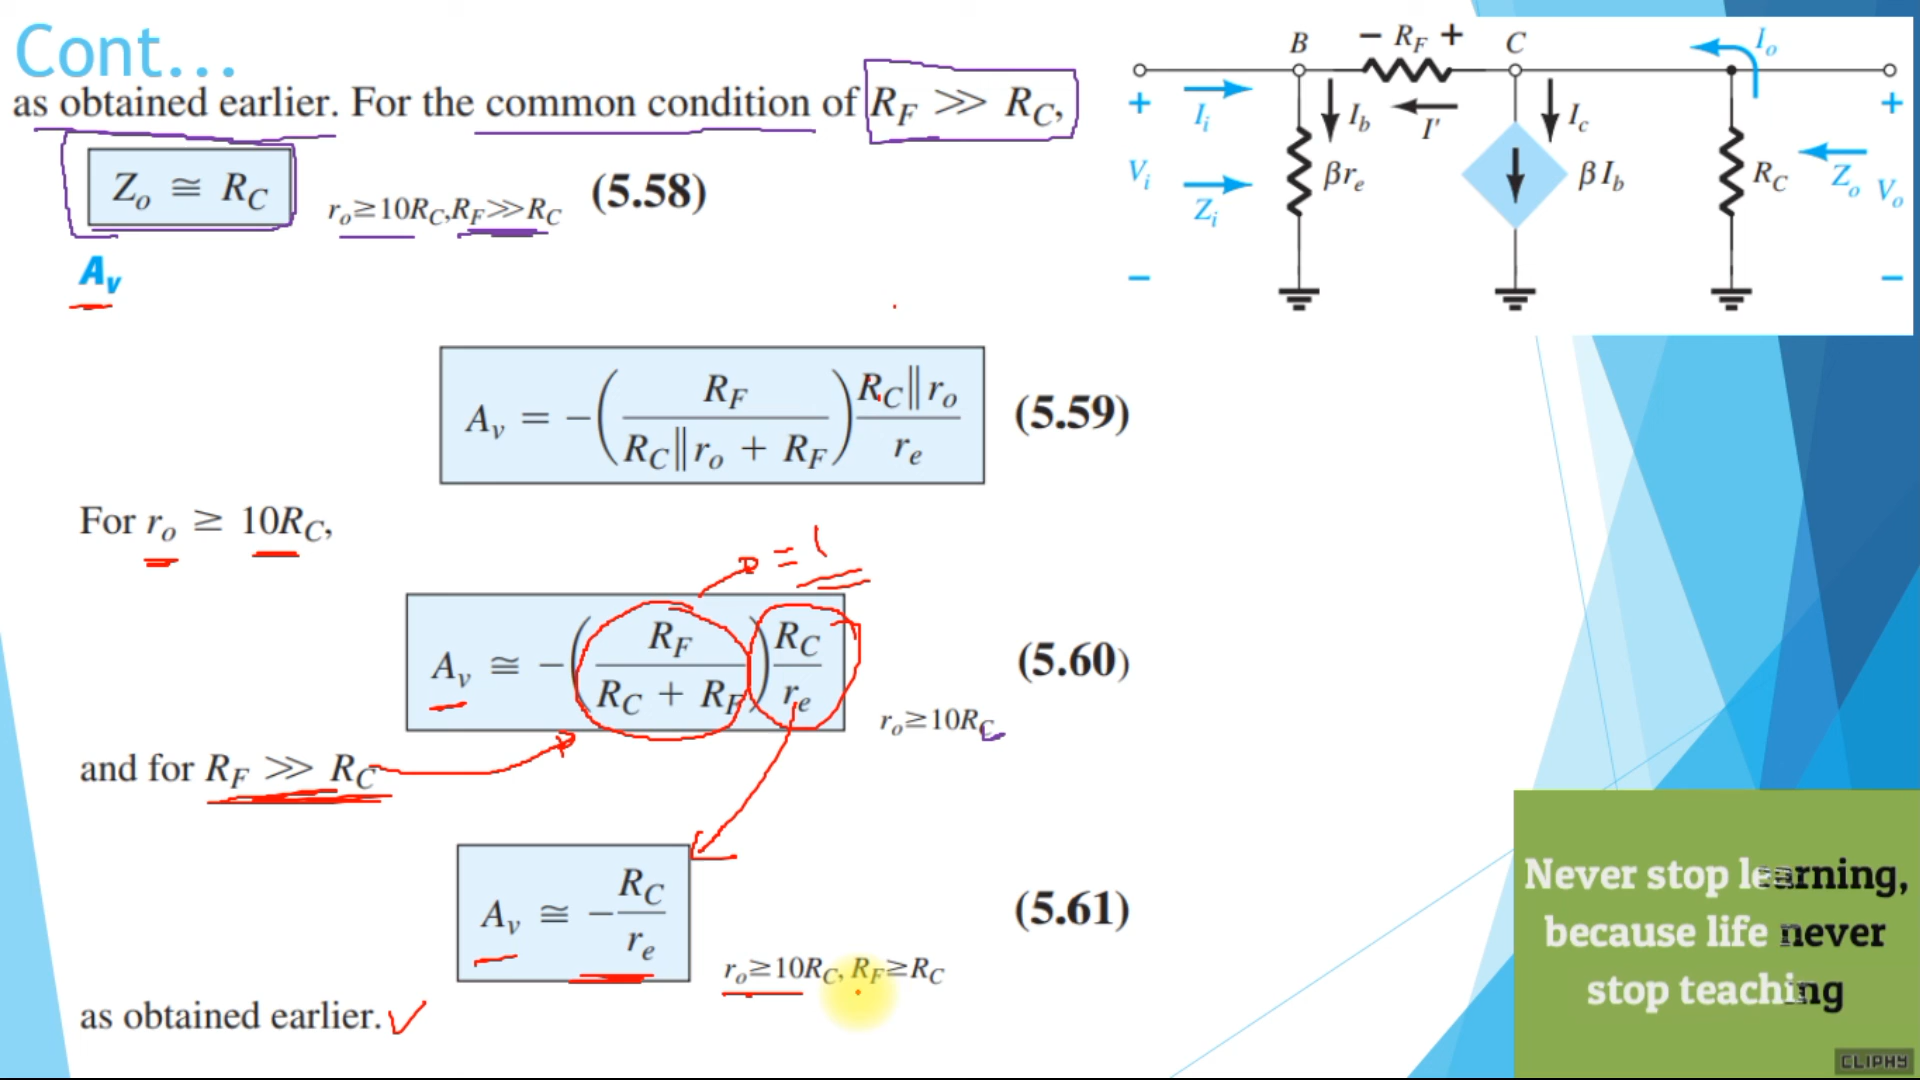 Cont...
as obtained earlier. For the common condition of R_F ≫ R_C,
Z_o ≅ R_C
r_o≥10R_C,R_F≫R_C
(5.58)
A_v
A_v = −(R_F / (R_C‖r_o + R_F)) (R_C‖r_o / r_e)
(5.59)
For r_o ≥ 10R_C,
= 1
A_v ≅ −(R_F / (R_C + R_F)) (R_C / r_e)
r_o≥10R_C
(5.60)
and for R_F ≫ R_C
A_v ≅ −R_C / r_e
r_o≥10R_C, R_F≥R_C
(5.61)
as obtained earlier.
B − R_F + C I_o
+ I_i I_b I′ I_c +
V_i βr_e βI_b R_C Z_o V_o
Z_i
− −
Never stop learning,
because life never
stop teaching
CLIPHY